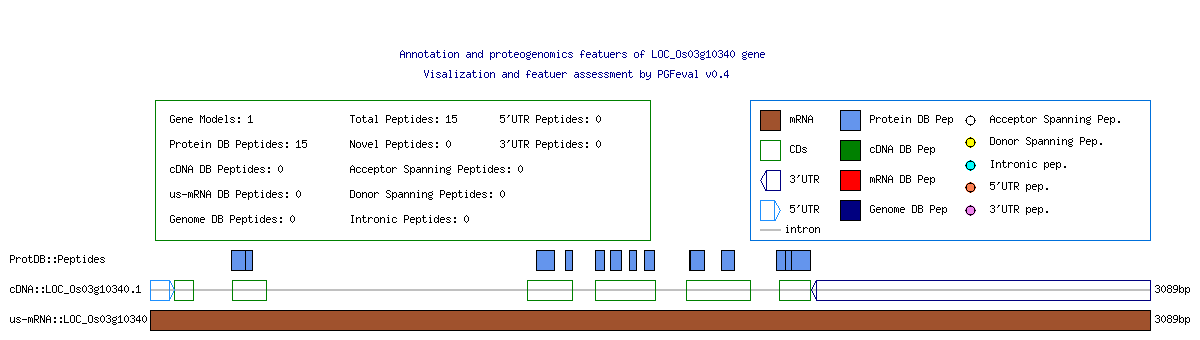 Annotation and proteogenomics featuers of LOC_Os03g10340 gene
Visalization and featuer assessment by PGFeval v0.4
Gene Models: 1 Total Peptides: 15 5'UTR Peptides: 0
Protein DB Peptides: 15 Novel Peptides: 0 3'UTR Peptides: 0
cDNA DB Peptides: 0 Acceptor Spanning Peptides: 0
us-mRNA DB Peptides: 0 Donor Spanning Peptides: 0
Genome DB Peptides: 0 Intronic Peptides: 0
mRNA Protein DB Pep Acceptor Spanning Pep.
CDs cDNA DB Pep Donor Spanning Pep.
3'UTR mRNA DB Pep Intronic pep.
5'UTR Genome DB Pep 5'UTR pep.
intron 3'UTR pep.
ProtDB::Peptides
cDNA::LOC_Os03g10340.1 3089bp
us-mRNA::LOC_Os03g10340 3089bp